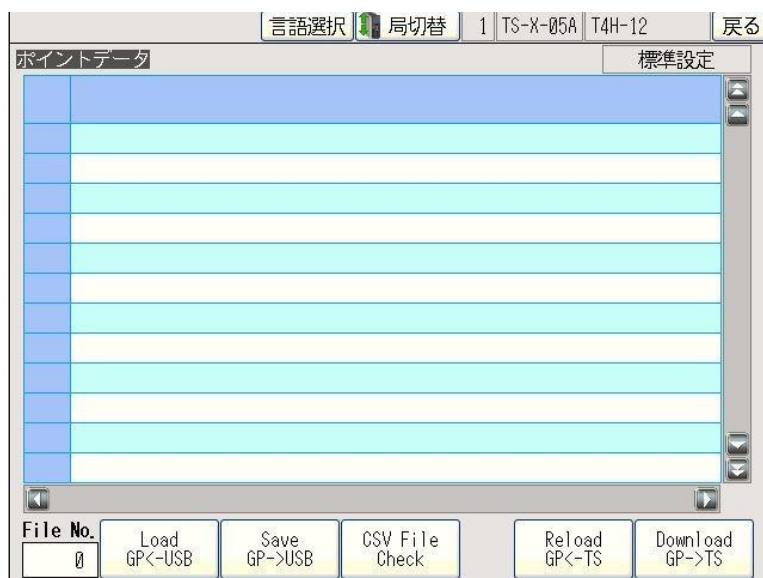 言語選択 局切替 1 TS-X-05A T4H-12 戻る
ポイントデータ 標準設定
File No. 0
Load GP<-USB
Save GP->USB
CSV File Check
Reload GP<-TS
Download GP->TS